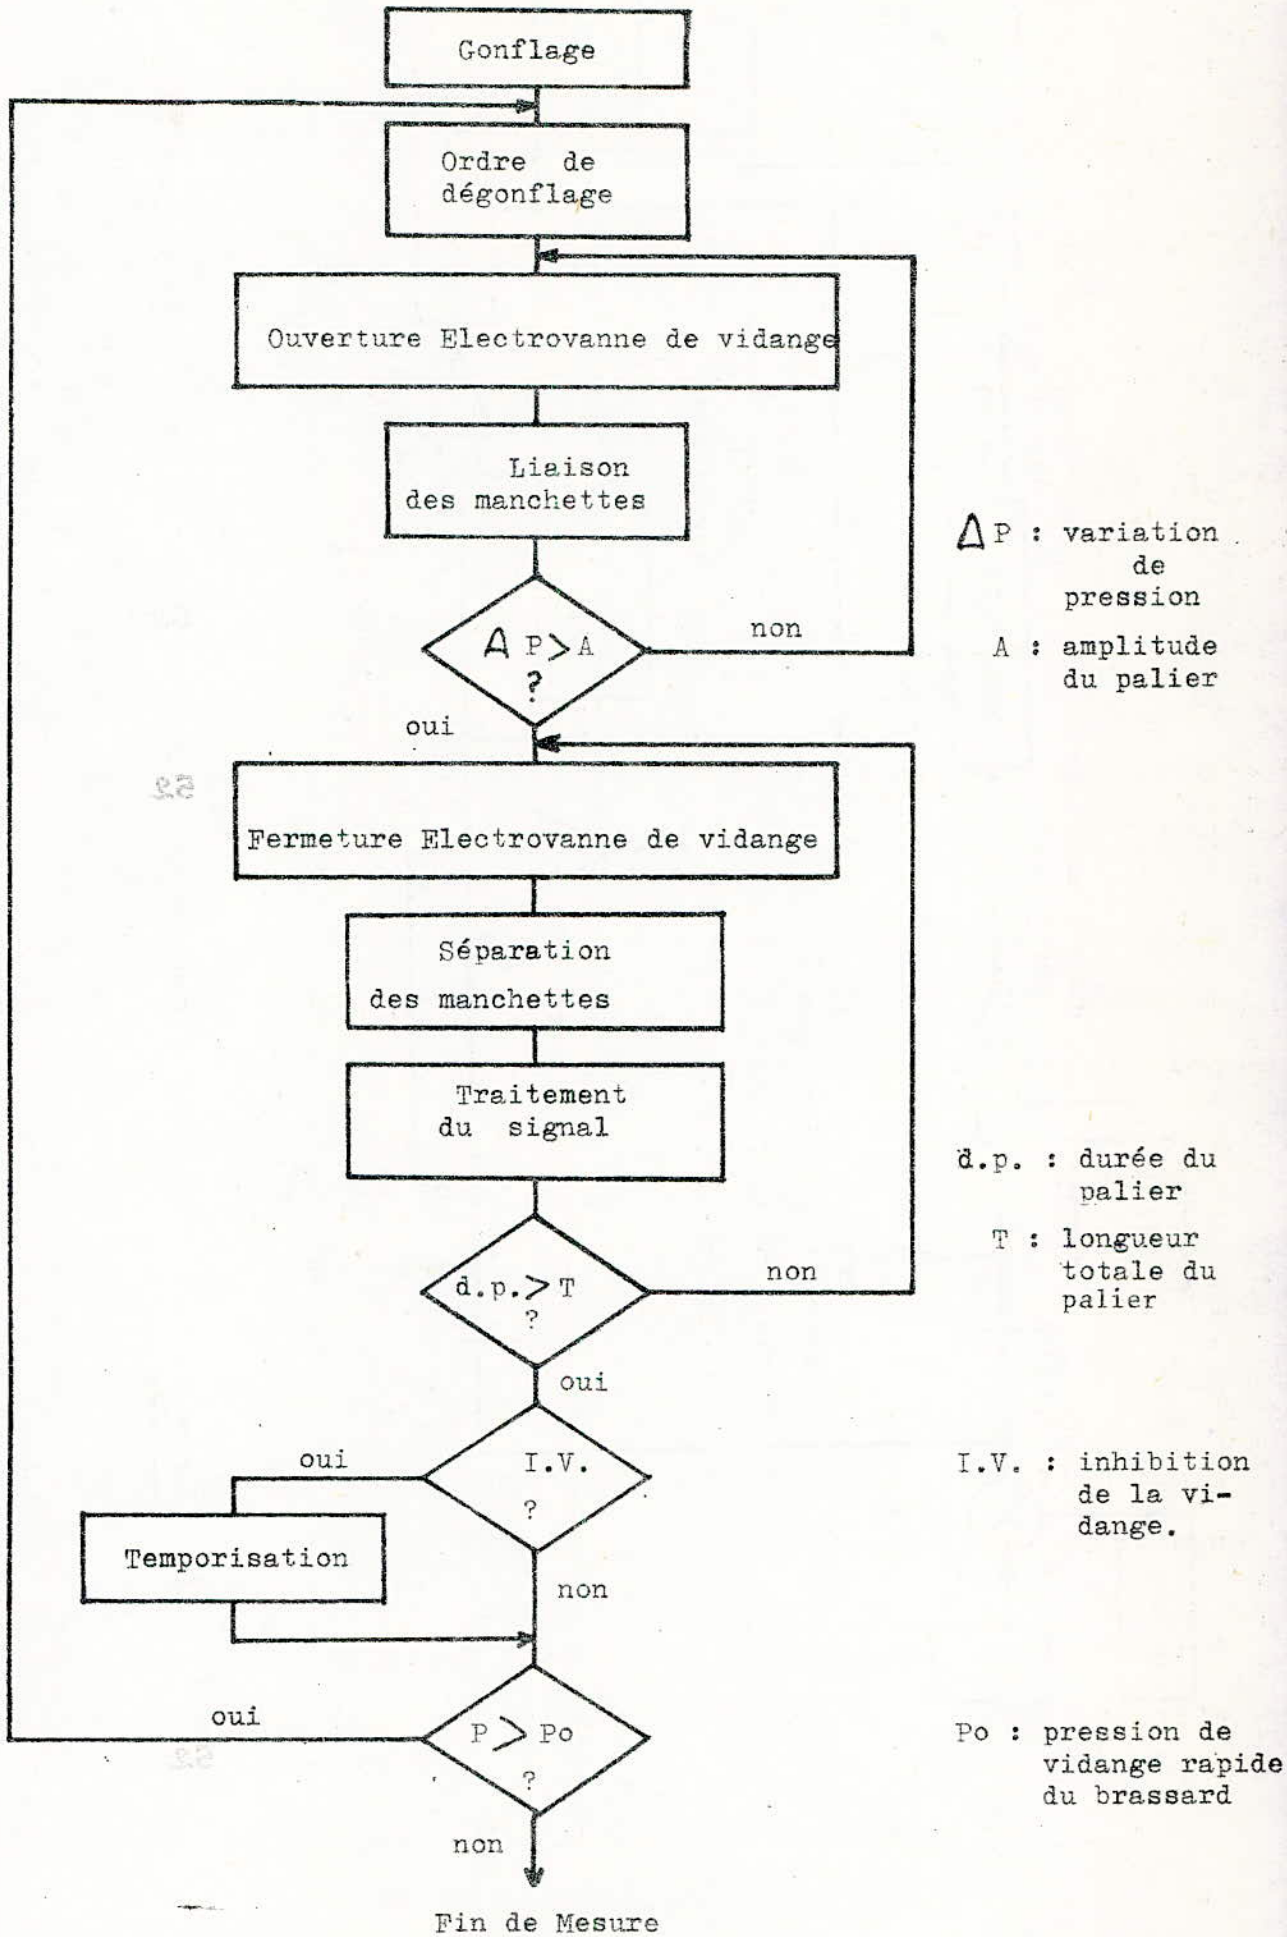 Gonflage
Ordre de
dégonflage
Ouverture Electrovanne de vidange
Liaison
des manchettes
Δ P : variation
de
pression
A : amplitude
du palier
Δ P > A
?
non
oui
Fermeture Electrovanne de vidange
Séparation
des manchettes
Traitement
du signal
d.p. : durée du
palier
T : longueur
totale du
palier
d.p. > T
?
non
oui
I.V.
?
oui
I.V. : inhibition
de la vi-
dange.
Temporisation
non
oui
P > Po
?
Po : pression de
vidange rapide
du brassard
non
Fin de Mesure